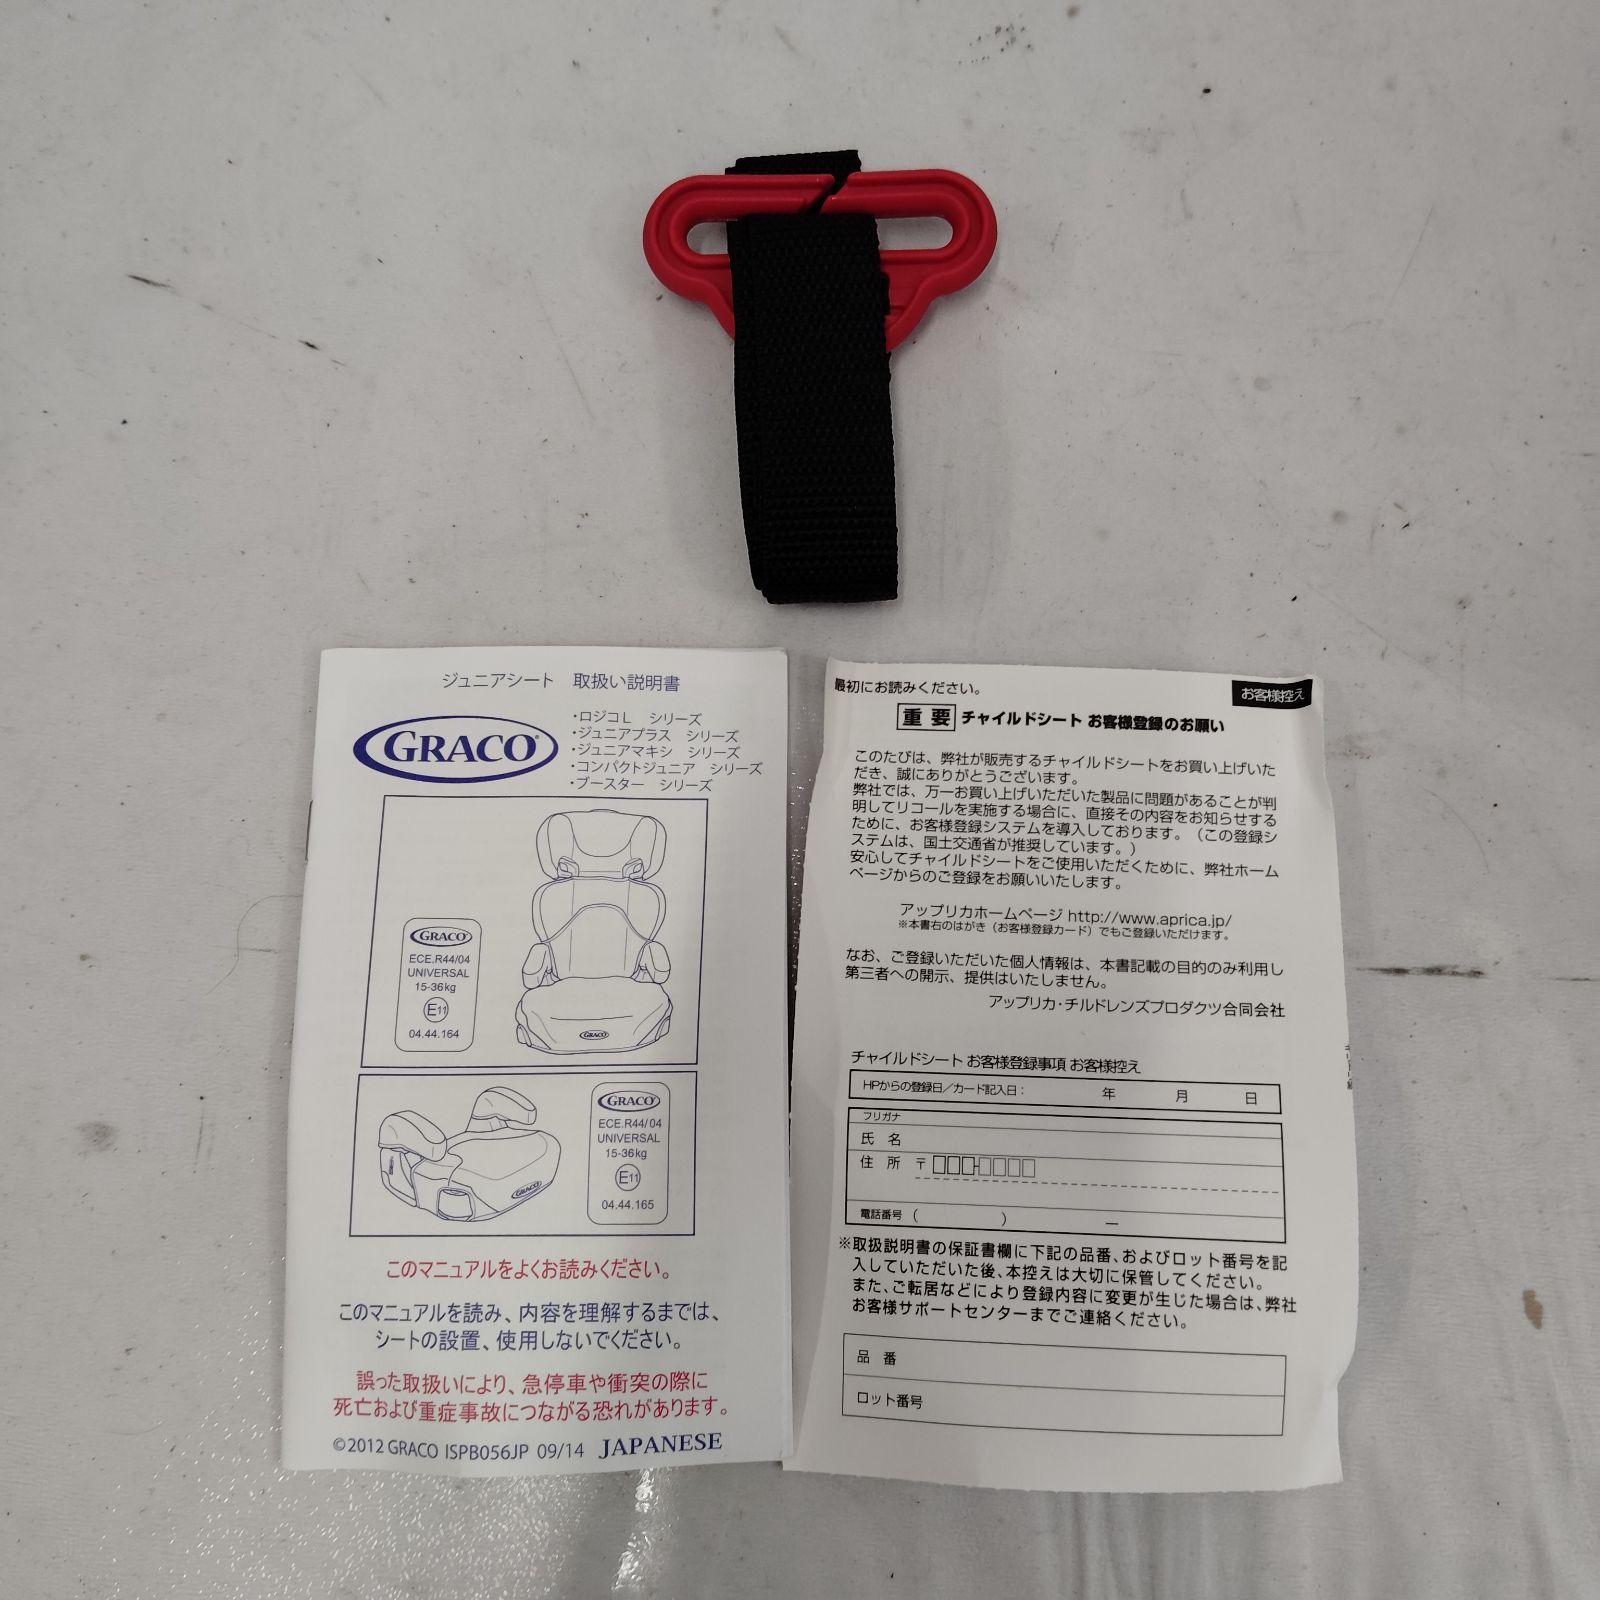 ジュニアシート 取扱い説明書
GRACO
・ロジコL シリーズ
・ジュニアプラス シリーズ
・ジュニアマキシ シリーズ
・コンパクトジュニア シリーズ
・ブースター シリーズ
GRACO
ECE.R44/04
UNIVERSAL
15-36kg
E11
04.44.164
GRACO
GRACO
ECE.R44/04
UNIVERSAL
15-36kg
E11
04.44.165
GRACO
このマニュアルをよくお読みください。
このマニュアルを読み、内容を理解するまでは、
シートの設置、使用しないでください。
誤った取扱いにより、急停車や衝突の際に
死亡および重症事故につながる恐れがあります。
©2012 GRACO ISPB056JP 09/14 JAPANESE
最初にお読みください。
お客様控え
重要 チャイルドシート お客様登録のお願い
このたびは、弊社が販売するチャイルドシートをお買い上げいた
だき、誠にありがとうございます。
弊社では、万一お買い上げいただいた製品に問題があることが判
明してリコールを実施する場合に、直接その内容をお知らせする
ために、お客様登録システムを導入しております。（この登録シ
ステムは、国土交通省が推奨しています。）
安心してチャイルドシートをご使用いただくために、弊社ホーム
ページからのご登録をお願いいたします。
アップリカホームページ http://www.aprica.jp/
※本書右のはがき（お客様登録カード）でもご登録いただけます。
なお、ご登録いただいた個人情報は、本書記載の目的のみ利用し
第三者への開示、提供はいたしません。
アップリカ・チルドレンズプロダクツ合同会社
チャイルドシート お客様登録事項 お客様控え
HPからの登録日／カード記入日： 年 月 日
フリガナ
氏 名
住 所 〒□□□-□□□□
電話番号 （ ） ―
※取扱説明書の保証書欄に下記の品番、およびロット番号を記
入していただいた後、本控えは大切に保管してください。
また、ご転居などにより登録内容に変更が生じた場合は、弊社
お客様サポートセンターまでご連絡ください。
品 番
ロット番号